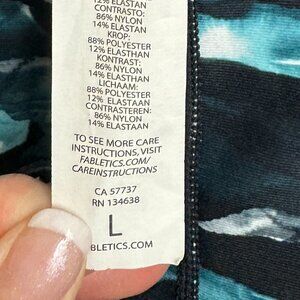 12% ELASTAN
CONTRASTO:
86% NYLON
14% ELASTAN
KROP:
88% POLYESTER
12% ELASTHAN
KONTRAST:
86% NYLON
14% ELASTHAN
LICHAAM:
88% POLYESTER
12% ELASTAAN
CONTRASTEREN:
86% NYLON
14% ELASTAAN
TO SEE MORE CARE
INSTRUCTIONS, VISIT
FABLETICS.COM/
CAREINSTRUCTIONS
CA 57737
RN 134638
L
BLETICS.COM